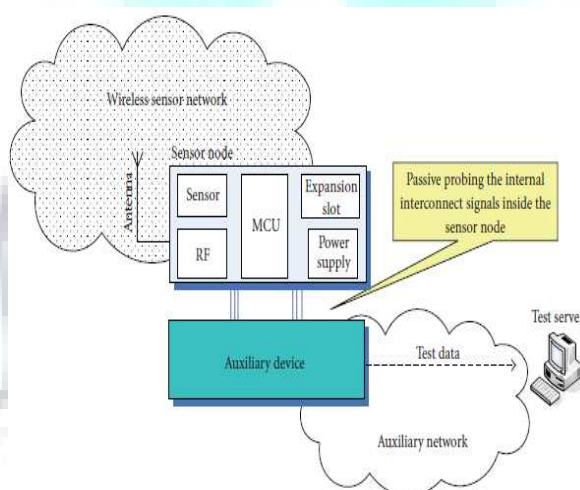 Wireless sensor network
Sensor node
Antenna
Sensor
MCU
Expansion
slot
RF
Power
supply
Passive probing the internal
interconnect signals inside the
sensor node
Auxiliary device
Test data
Test server
Auxiliary network